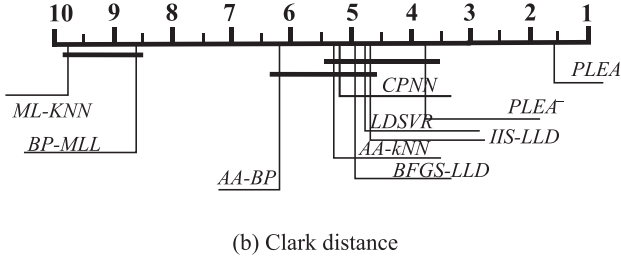 10 9 8 7 6 5 4 3 2 1
PLEA
CPNN
ML-KNN
PLEA⁻
LDSVR
IIS-LLD
BP-MLL
AA-kNN
BFGS-LLD
AA-BP
(b) Clark distance